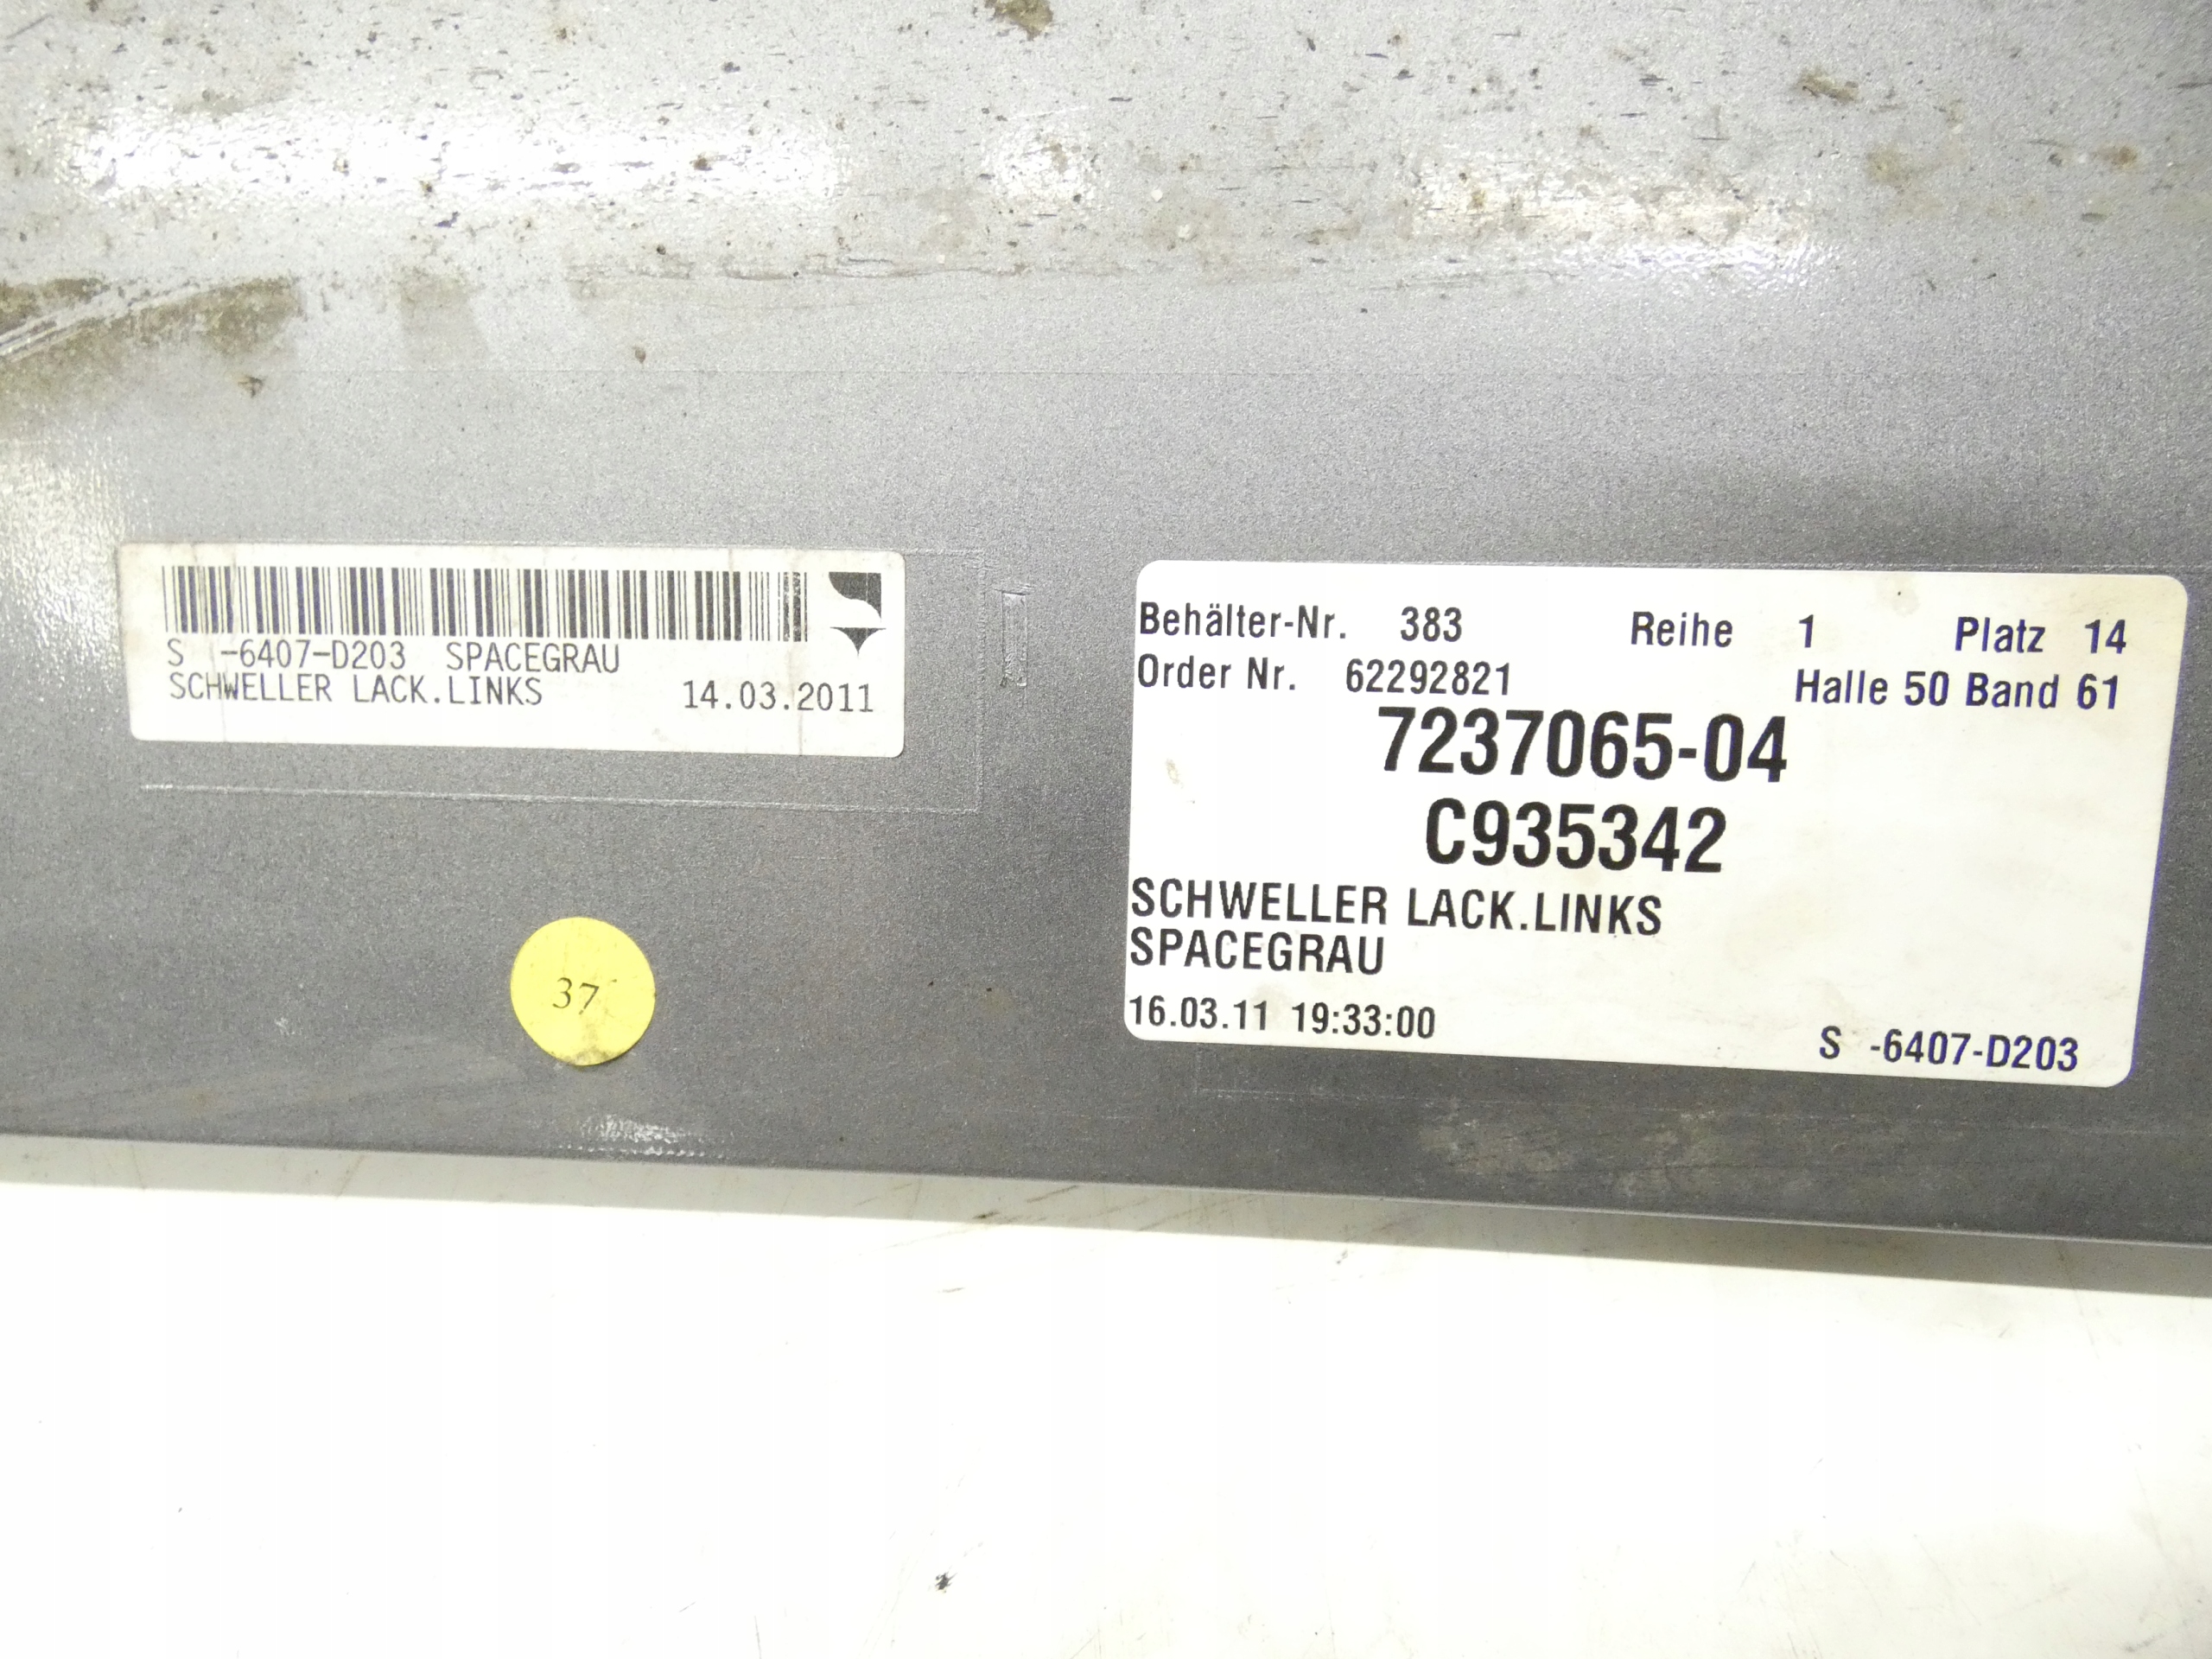 S -6407-D203 SPACEGRAU
SCHWELLER LACK.LINKS 14.03.2011
37
Behälter-Nr. 383 Reihe 1 Platz 14
Order Nr. 62292821 Halle 50 Band 61
7237065-04
C935342
SCHWELLER LACK.LINKS
SPACEGRAU
16.03.11 19:33:00
S -6407-D203